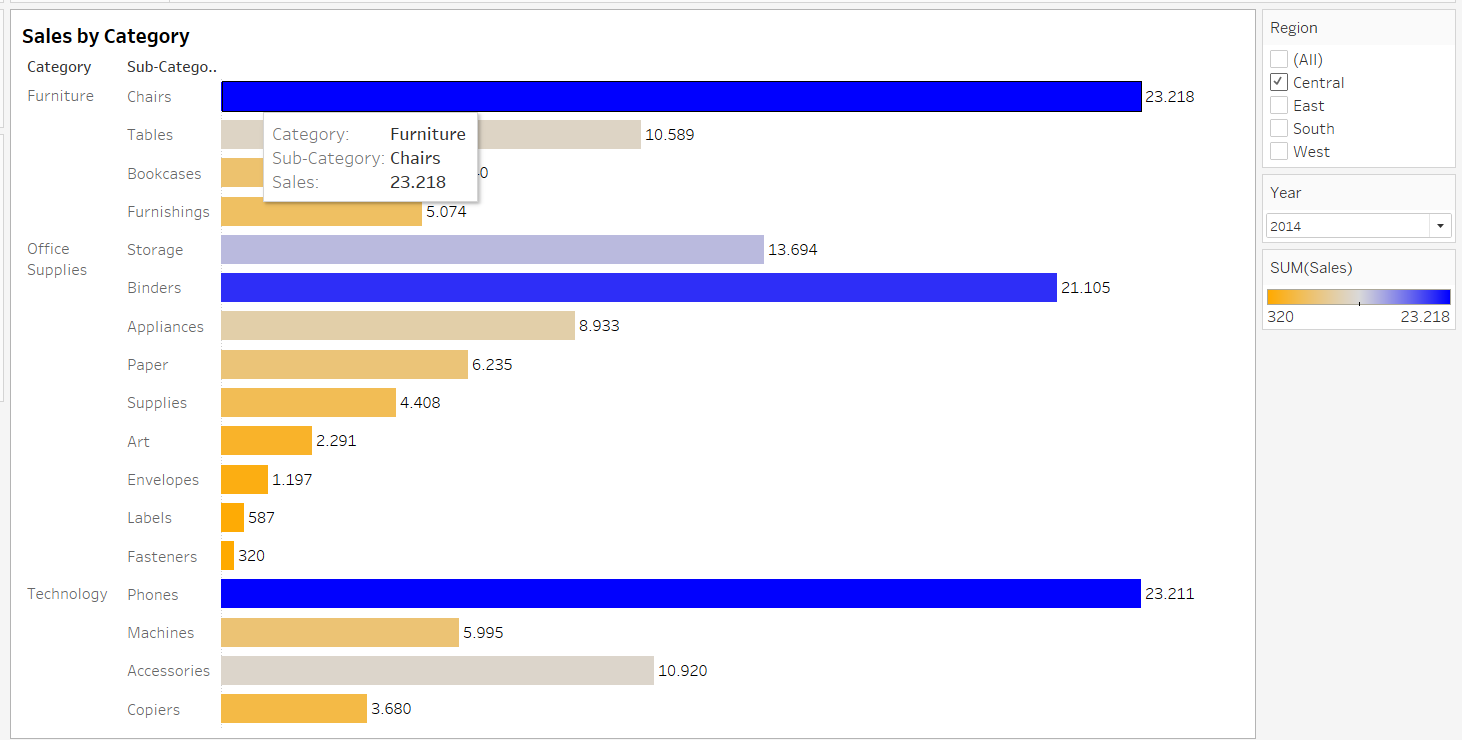 Sales by Category
Category Sub-Catego..
Furniture Chairs 23.218
Tables 10.589
Bookcases 0
Furnishings 5.074
Category: Furniture
Sub-Category: Chairs
Sales: 23.218
Office Supplies
Storage 13.694
Binders 21.105
Appliances 8.933
Paper 6.235
Supplies 4.408
Art 2.291
Envelopes 1.197
Labels 587
Fasteners 320
Technology Phones 23.211
Machines 5.995
Accessories 10.920
Copiers 3.680
Region
(All)
Central
East
South
West
Year
2014
SUM(Sales)
320 23.218